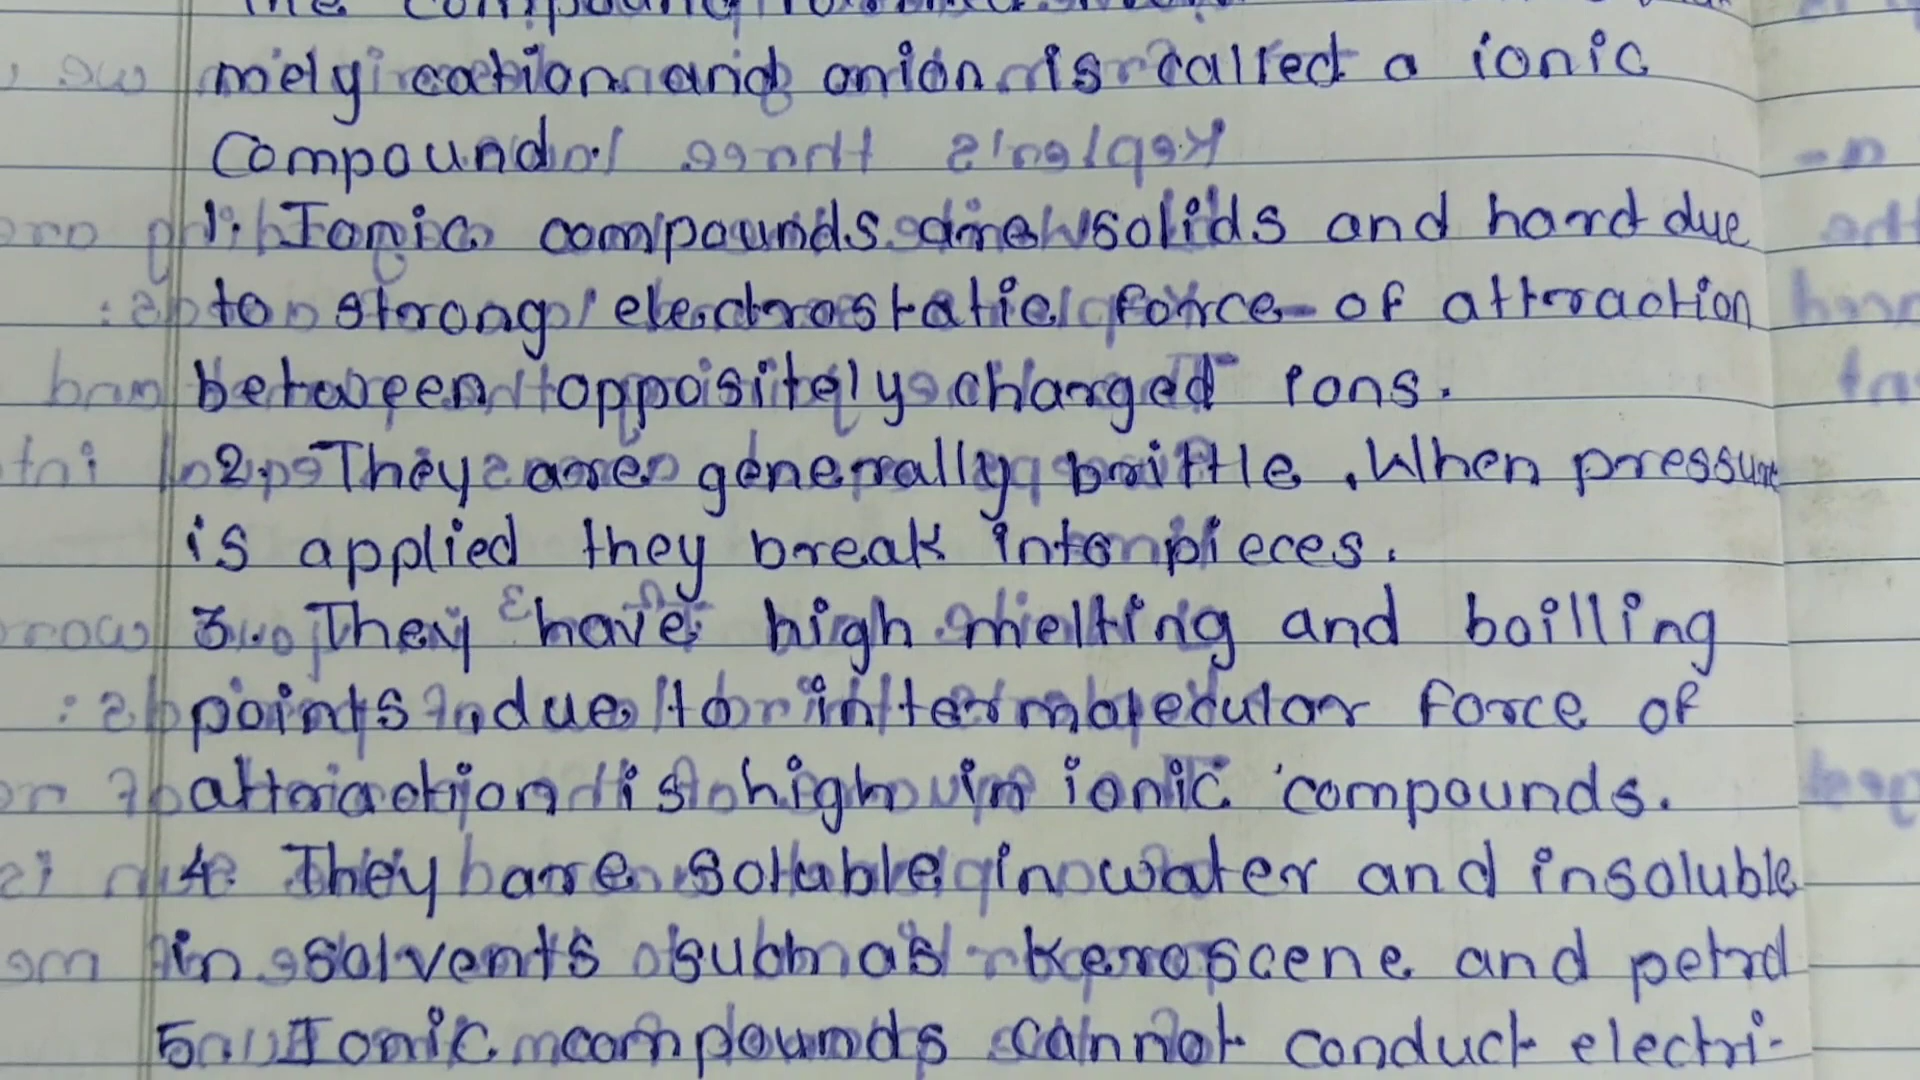 mely cation and anion is called a ionic
Compound.
1. Ionic compounds are solids and hard due
to strong electrostatic force of attraction
between oppositely charged ions.
2. They are generally brittle. When pressure
is applied they break into pieces.
3. They have high melting and boilling
points due to intermolecular force of
attraction is high in ionic compounds.
4. They are soluble in water and insoluble
in solvents such as keroscene and petrol
5. Ionic compounds cannot conduct electri-